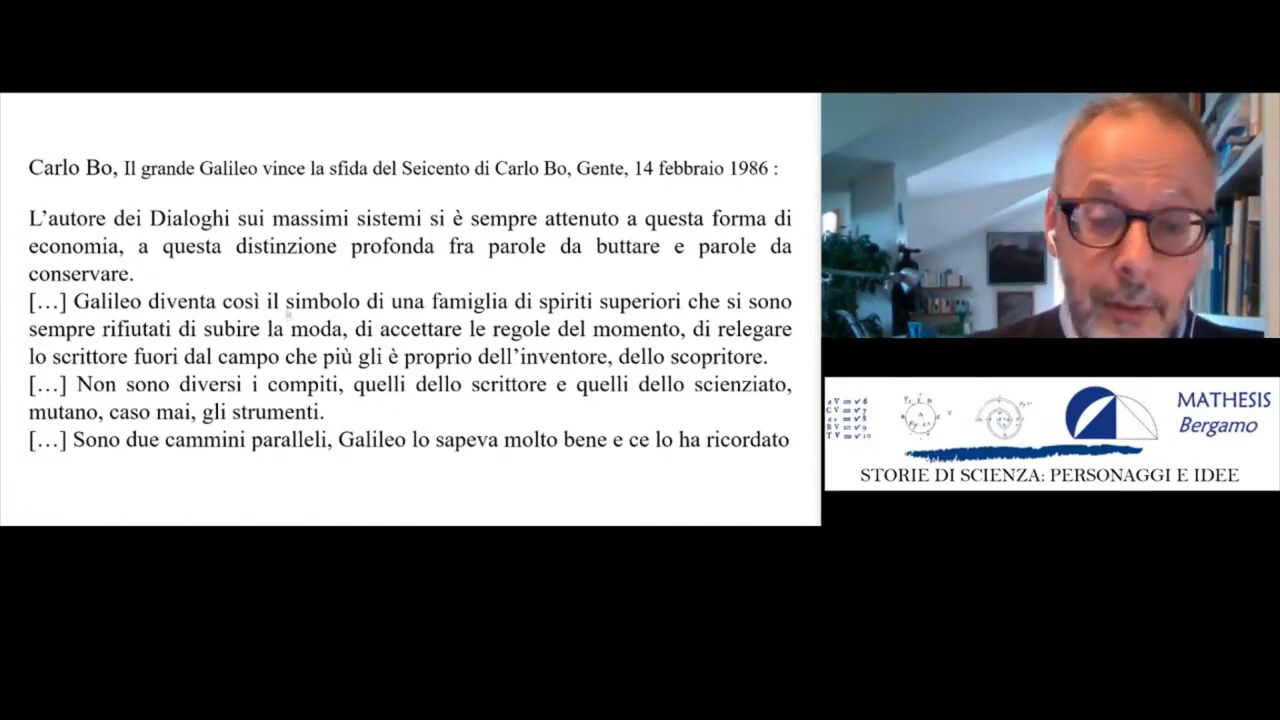 Carlo Bo, Il grande Galileo vince la sfida del Seicento di Carlo Bo, Gente, 14 febbraio 1986 :
L’autore dei Dialoghi sui massimi sistemi si è sempre attenuto a questa forma di
economia, a questa distinzione profonda fra parole da buttare e parole da
conservare.
[…] Galileo diventa così il simbolo di una famiglia di spiriti superiori che si sono
sempre rifiutati di subire la moda, di accettare le regole del momento, di relegare
lo scrittore fuori dal campo che più gli è proprio dell’inventore, dello scopritore.
[…] Non sono diversi i compiti, quelli dello scrittore e quelli dello scienziato,
mutano, caso mai, gli strumenti.
[…] Sono due cammini paralleli, Galileo lo sapeva molto bene e ce lo ha ricordato
MATHESIS
Bergamo
STORIE DI SCIENZA: PERSONAGGI E IDEE